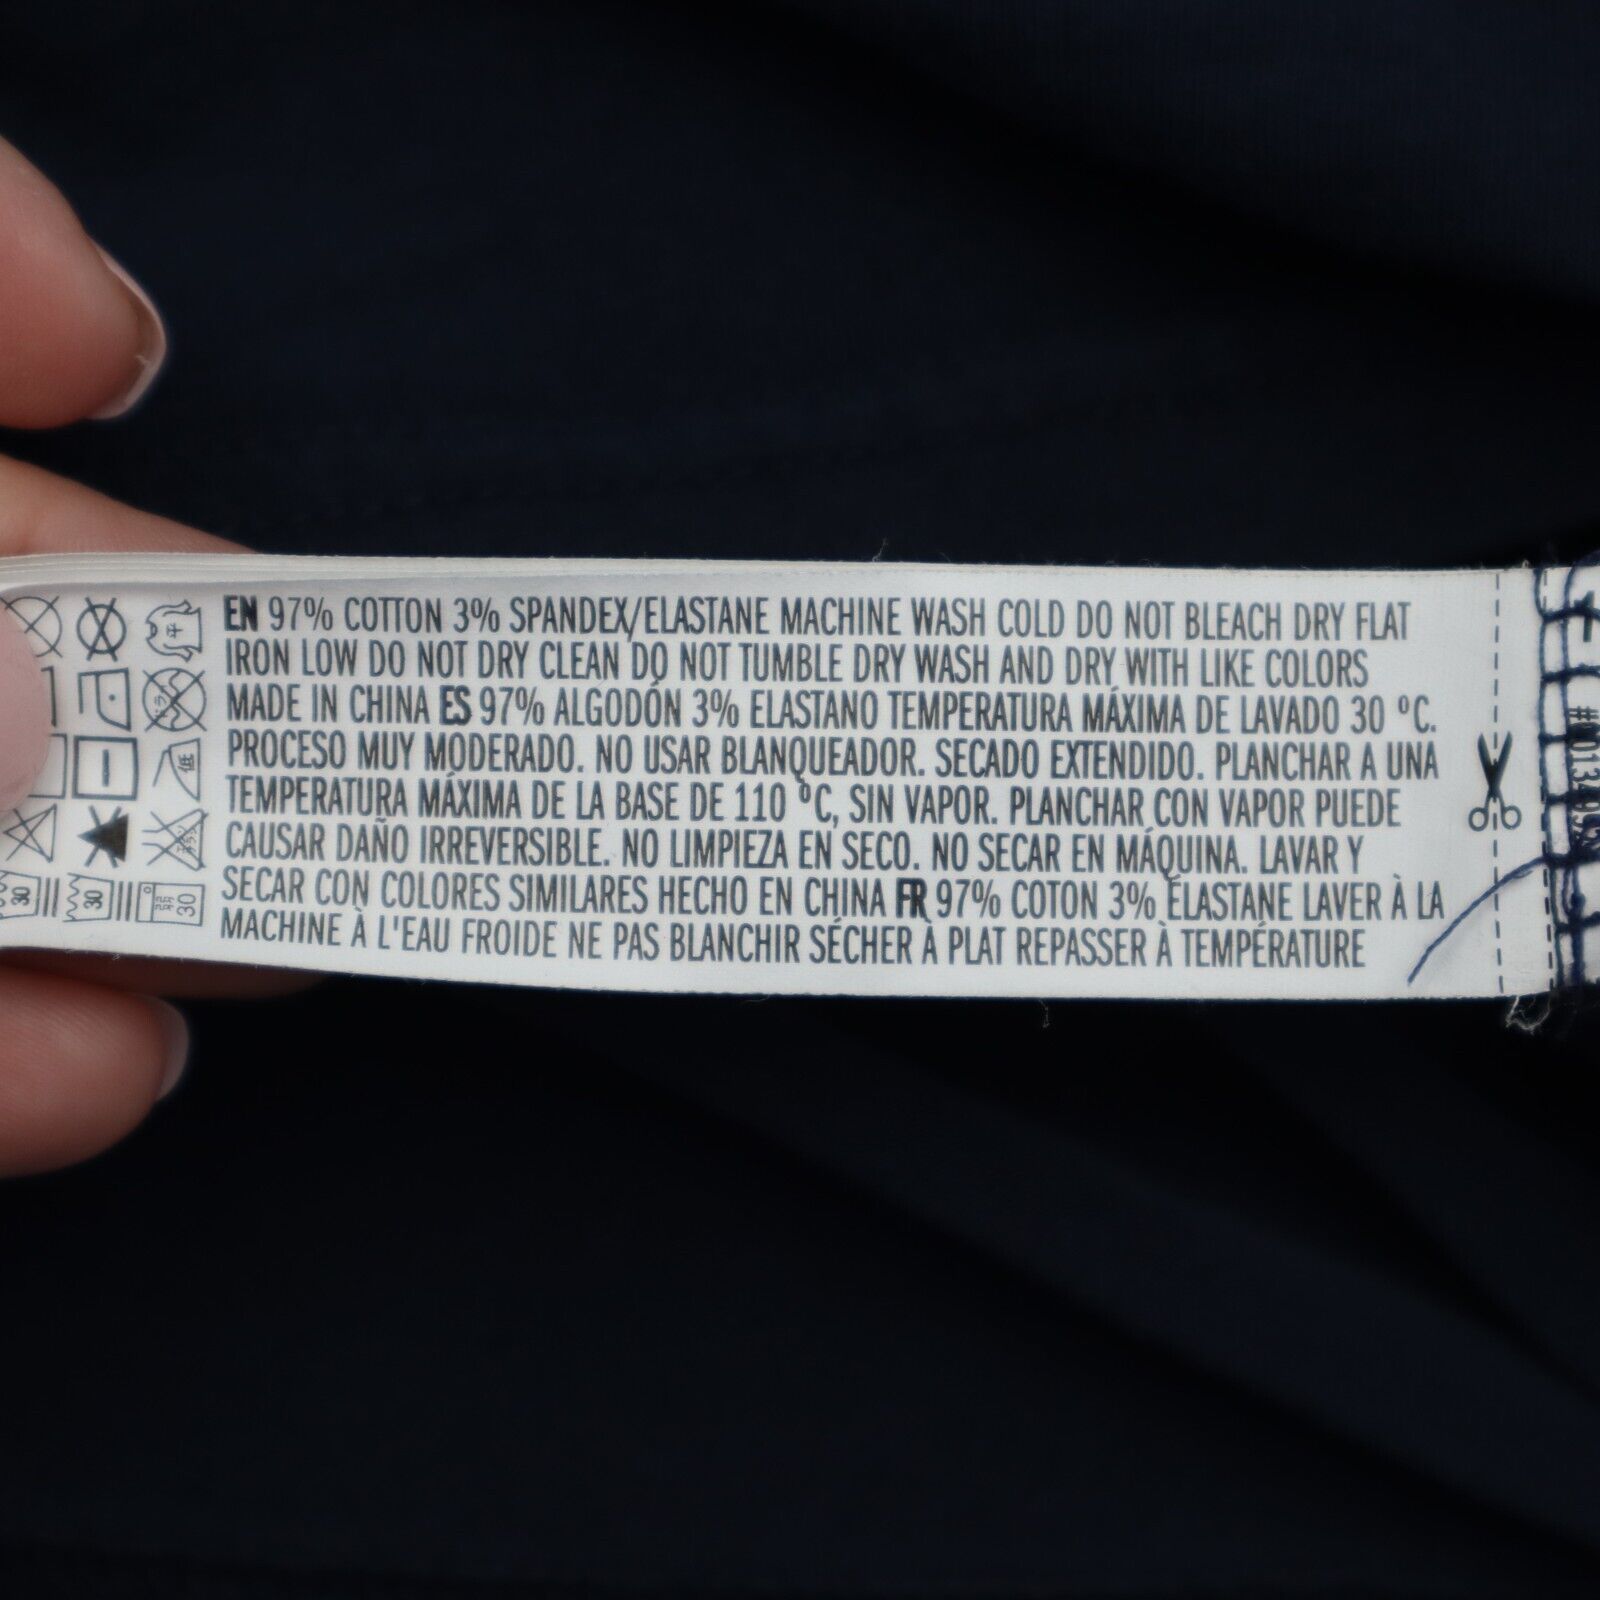 EN 97% COTTON 3% SPANDEX/ELASTANE MACHINE WASH COLD DO NOT BLEACH DRY FLAT
IRON LOW DO NOT DRY CLEAN DO NOT TUMBLE DRY WASH AND DRY WITH LIKE COLORS
MADE IN CHINA ES 97% ALGODÓN 3% ELASTANO TEMPERATURA MÁXIMA DE LAVADO 30 ºC.
PROCESO MUY MODERADO. NO USAR BLANQUEADOR. SECADO EXTENDIDO. PLANCHAR A UNA
TEMPERATURA MÁXIMA DE LA BASE DE 110 ºC, SIN VAPOR. PLANCHAR CON VAPOR PUEDE
CAUSAR DAÑO IRREVERSIBLE. NO LIMPIEZA EN SECO. NO SECAR EN MÁQUINA. LAVAR Y
SECAR CON COLORES SIMILARES HECHO EN CHINA FR 97% COTON 3% ÉLASTANE LAVER À LA
MACHINE À L'EAU FROIDE NE PAS BLANCHIR SÉCHER À PLAT REPASSER À TEMPÉRATURE
平
低
30
30
30